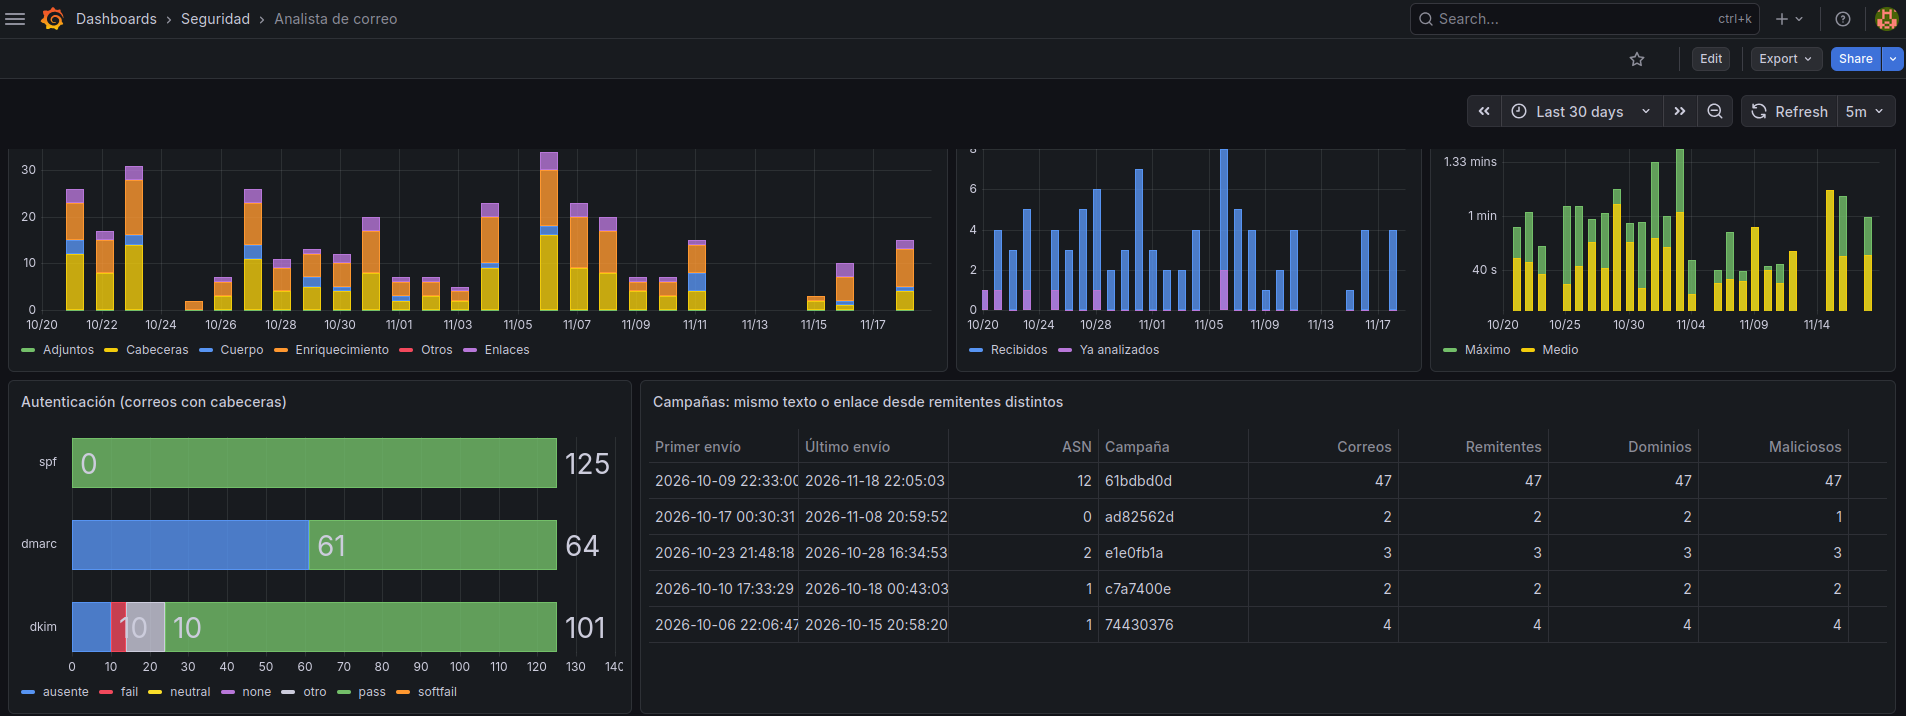 Dashboards › Seguridad › Analista de correo
Search... ctrl+k
Edit Export Share
Last 30 days Refresh 5m
30
20
10
0
10/20 10/22 10/24 10/26 10/28 10/30 11/01 11/03 11/05 11/07 11/09 11/11 11/13 11/15 11/17
Adjuntos Cabeceras Cuerpo Enriquecimiento Otros Enlaces
8
6
4
2
0
10/20 10/24 10/28 11/01 11/05 11/09 11/13 11/17
Recibidos Ya analizados
1.33 mins
1 min
40 s
10/20 10/25 10/30 11/04 11/09 11/14
Máximo Medio
Autenticación (correos con cabeceras)
spf 0 125
dmarc 61 64
dkim 10 10 101
0 10 20 30 40 50 60 70 80 90 100 110 120 130 140
ausente fail neutral none otro pass softfail
Campañas: mismo texto o enlace desde remitentes distintos
Primer envío Último envío ASN Campaña Correos Remitentes Dominios Maliciosos
2026-10-09 22:33:00 2026-11-18 22:05:03 12 61bdbd0d 47 47 47 47
2026-10-17 00:30:31 2026-11-08 20:59:52 0 ad82562d 2 2 2 1
2026-10-23 21:48:18 2026-10-28 16:34:53 2 e1e0fb1a 3 3 3 3
2026-10-10 17:33:29 2026-10-18 00:43:03 1 c7a7400e 2 2 2 2
2026-10-06 22:06:47 2026-10-15 20:58:20 1 74430376 4 4 4 4